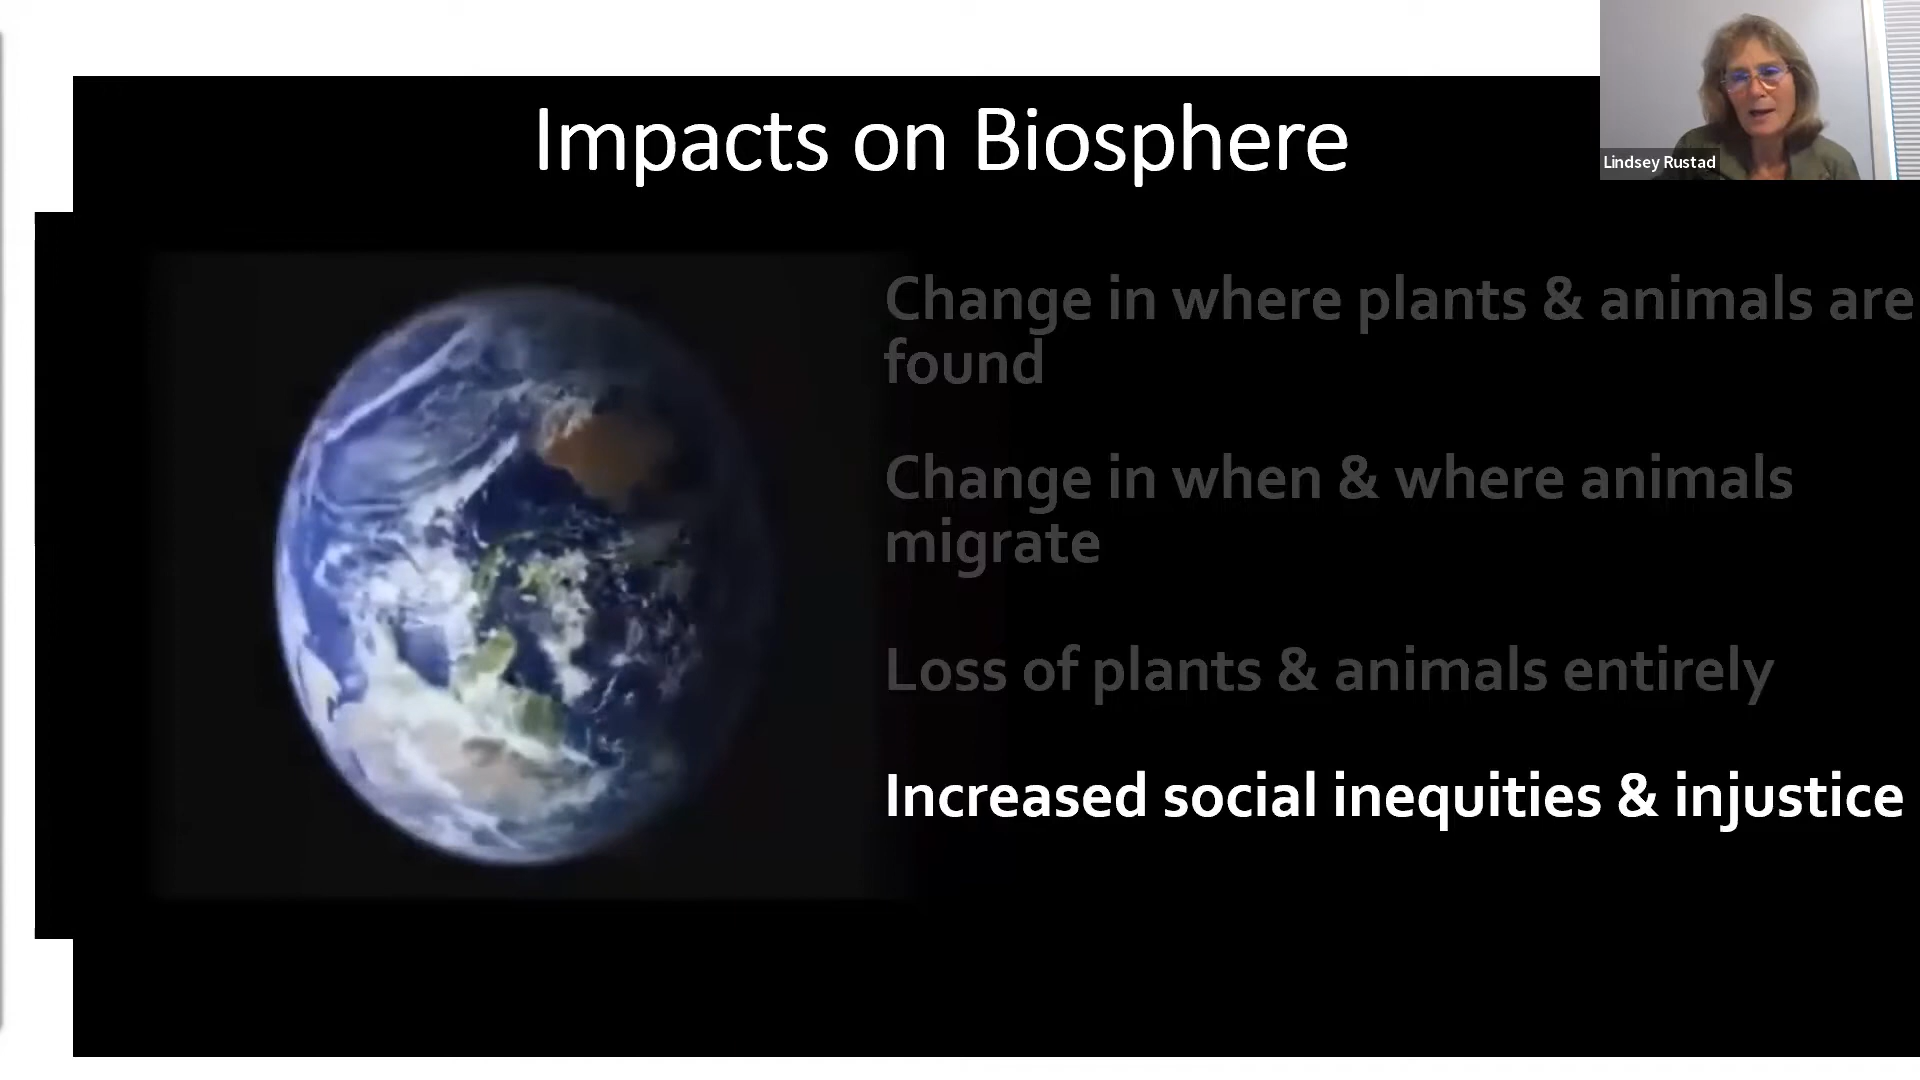 Impacts on Biosphere
Lindsey Rustad
Change in where plants & animals are
found
Change in when & where animals
migrate
Loss of plants & animals entirely
Increased social inequities & injustice